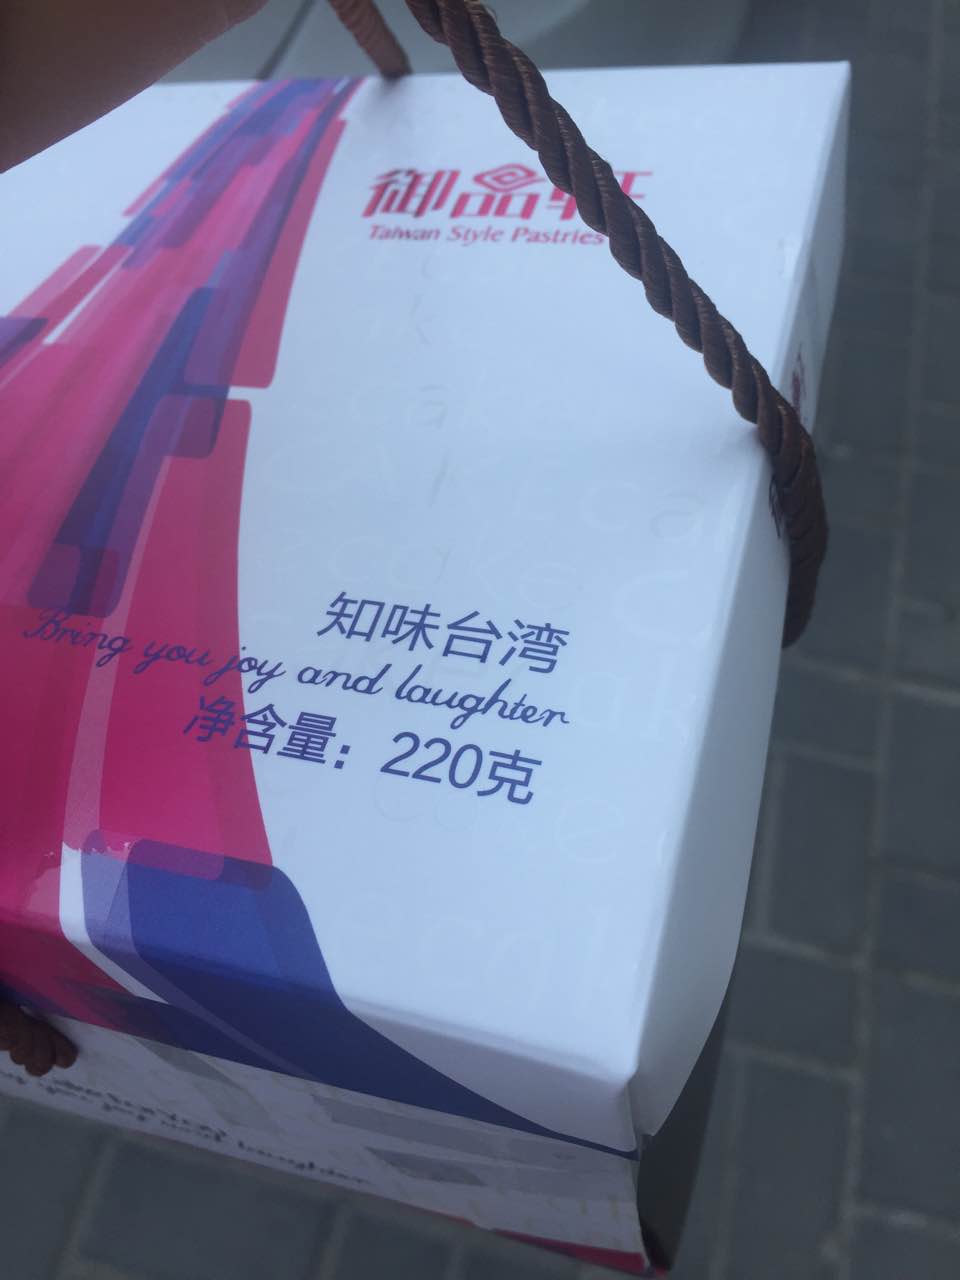 御品轩
Taiwan Style Pastries
知味台湾
Bring you joy and laughter
净含量：220克